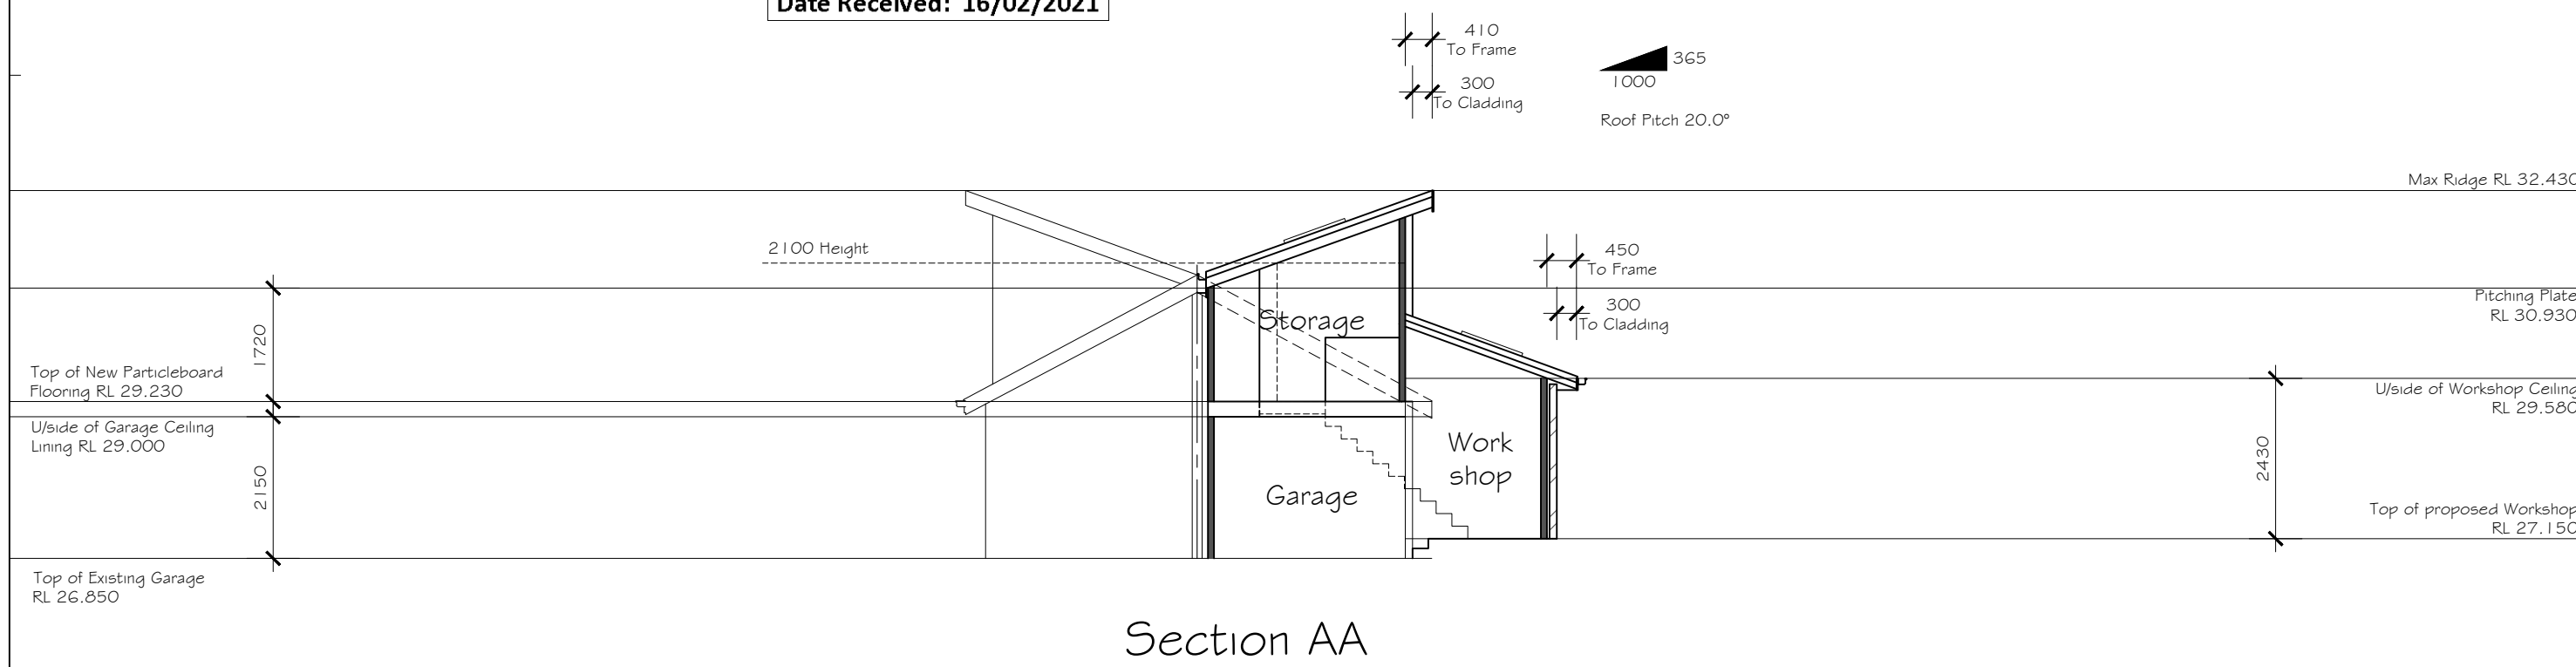 Date Received: 16/02/2021
410
To Frame
300
To Cladding
365
1000
Roof Pitch 20.0°
Max Ridge RL 32.430
2100 Height
450
To Frame
300
To Cladding
Pitching Plate
RL 30.930
1720
Storage
Top of New Particleboard
Flooring RL 29.230
U/side of Workshop Ceiling
RL 29.580
U/side of Garage Ceiling
Lining RL 29.000
Work
shop
2430
2150
Garage
Top of proposed Workshop
RL 27.150
Top of Existing Garage
RL 26.850
Section AA